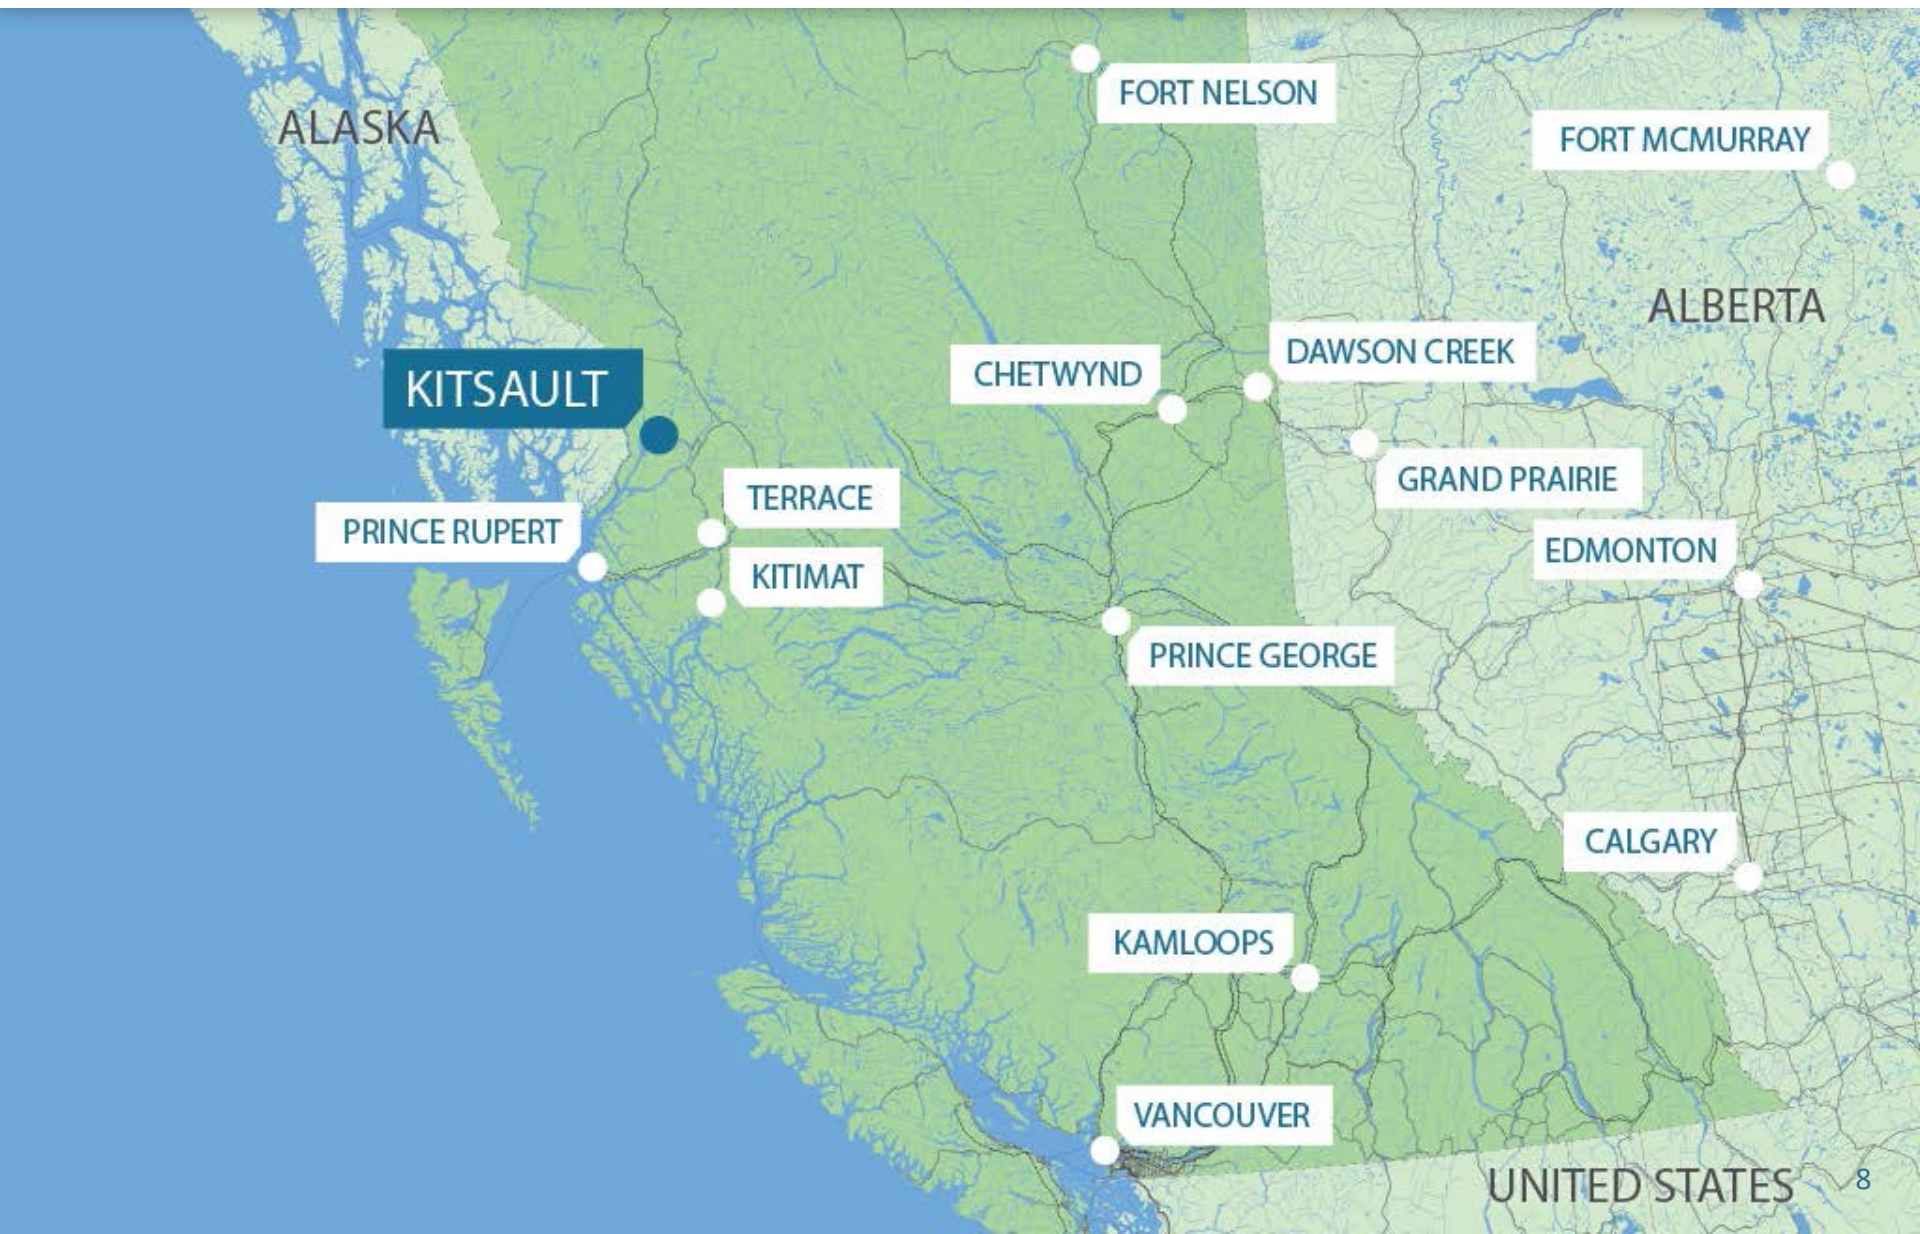 FORT NELSON
ALASKA
FORT MCMURRAY
ALBERTA
DAWSON CREEK
CHETWYND
KITSAULT
GRAND PRAIRIE
TERRACE
PRINCE RUPERT
EDMONTON
KITIMAT
PRINCE GEORGE
CALGARY
KAMLOOPS
VANCOUVER
UNITED STATES
8